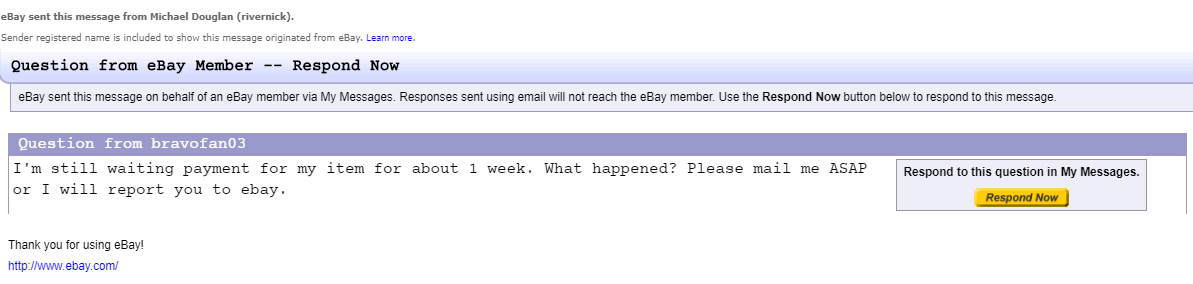 eBay sent this message from Michael Douglan (rivernick).
Sender registered name is included to show this message originated from eBay. Learn more.
Question from eBay Member -- Respond Now
eBay sent this message on behalf of an eBay member via My Messages. Responses sent using email will not reach the eBay member. Use the Respond Now button below to respond to this message.
Question from bravofan03
I'm still waiting payment for my item for about 1 week. What happened? Please mail me ASAP
or I will report you to ebay.
Respond to this question in My Messages.
Respond Now
Thank you for using eBay!
http://www.ebay.com/